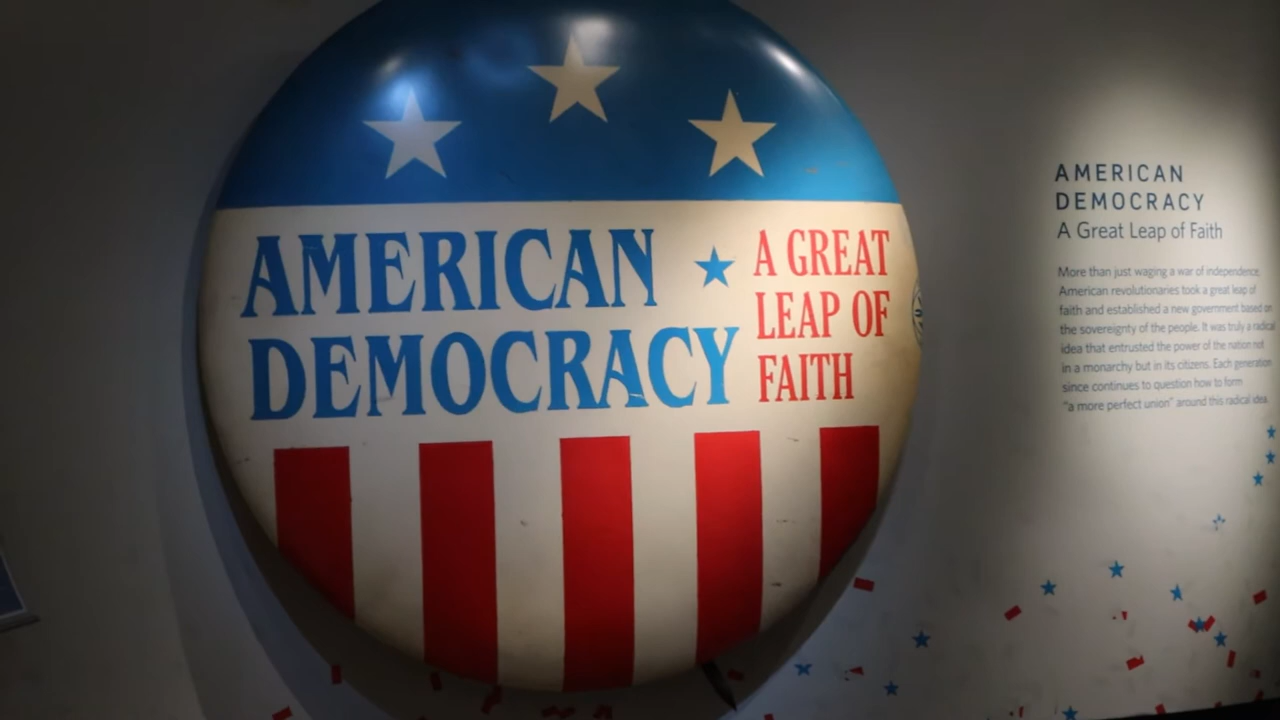 AMERICAN
DEMOCRACY
A GREAT
LEAP OF
FAITH
AMERICAN
DEMOCRACY
A Great Leap of Faith
More than just waging a war of independence,
American revolutionaries took a great leap of
faith and established a new government based on
the sovereignty of the people. It was truly a radical
idea that entrusted the power of the nation not
in a monarchy but in its citizens. Each generation
since continues to question how to form
“a more perfect union” around this radical idea.